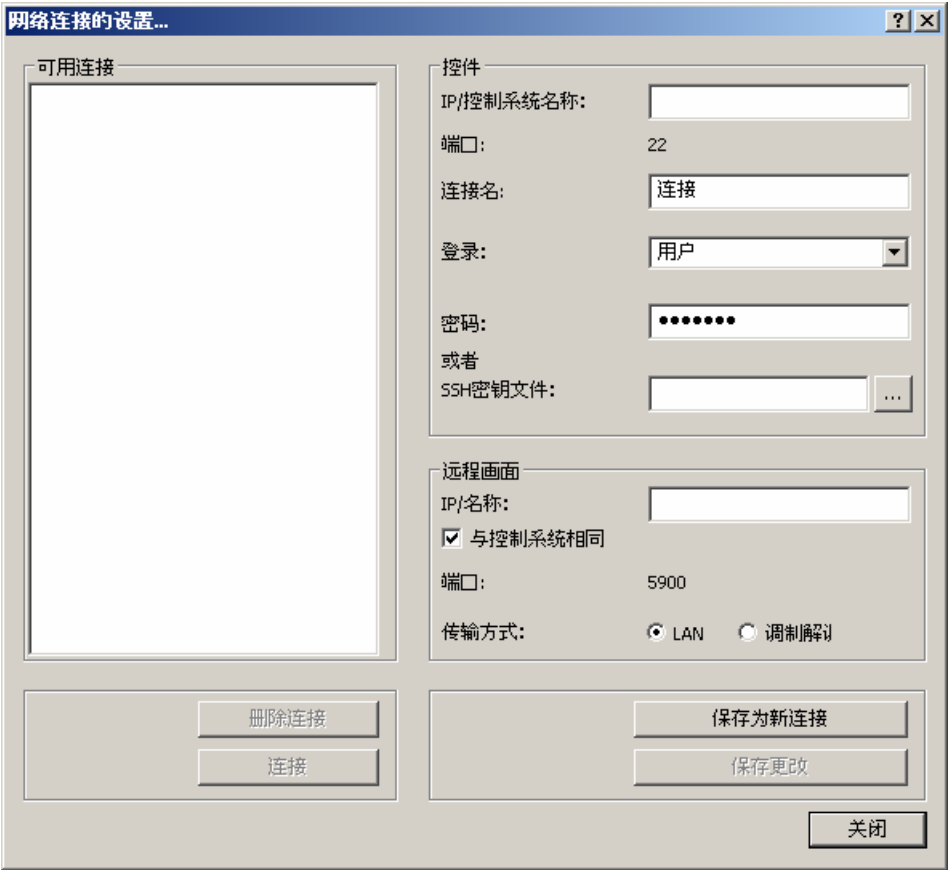 网络连接的设置...
可用连接
控件
IP/控制系统名称:
端口: 22
连接名: 连接
登录: 用户
密码: •••••••
或者
SSH密钥文件: ...
远程画面
IP/名称:
与控制系统相同
端口: 5900
传输方式: LAN 调制解
删除连接
连接
保存为新连接
保存更改
关闭